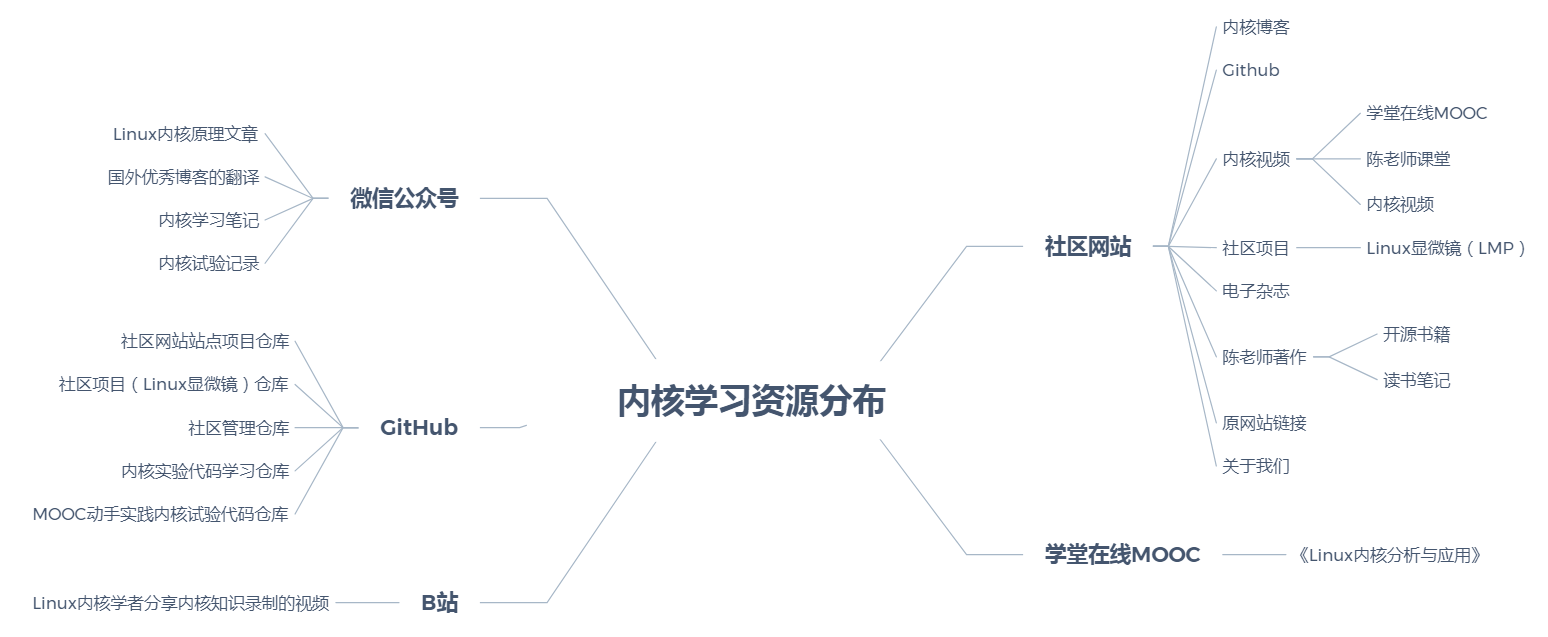 内核学习资源分布
微信公众号
Linux内核原理文章
国外优秀博客的翻译
内核学习笔记
内核试验记录
GitHub
社区网站站点项目仓库
社区项目（Linux显微镜）仓库
社区管理仓库
内核实验代码学习仓库
MOOC动手实践内核试验代码仓库
B站
Linux内核学者分享内核知识录制的视频
社区网站
内核博客
Github
内核视频
学堂在线MOOC
陈老师课堂
内核视频
社区项目
Linux显微镜（LMP）
电子杂志
陈老师著作
开源书籍
读书笔记
原网站链接
关于我们
学堂在线MOOC
《Linux内核分析与应用》